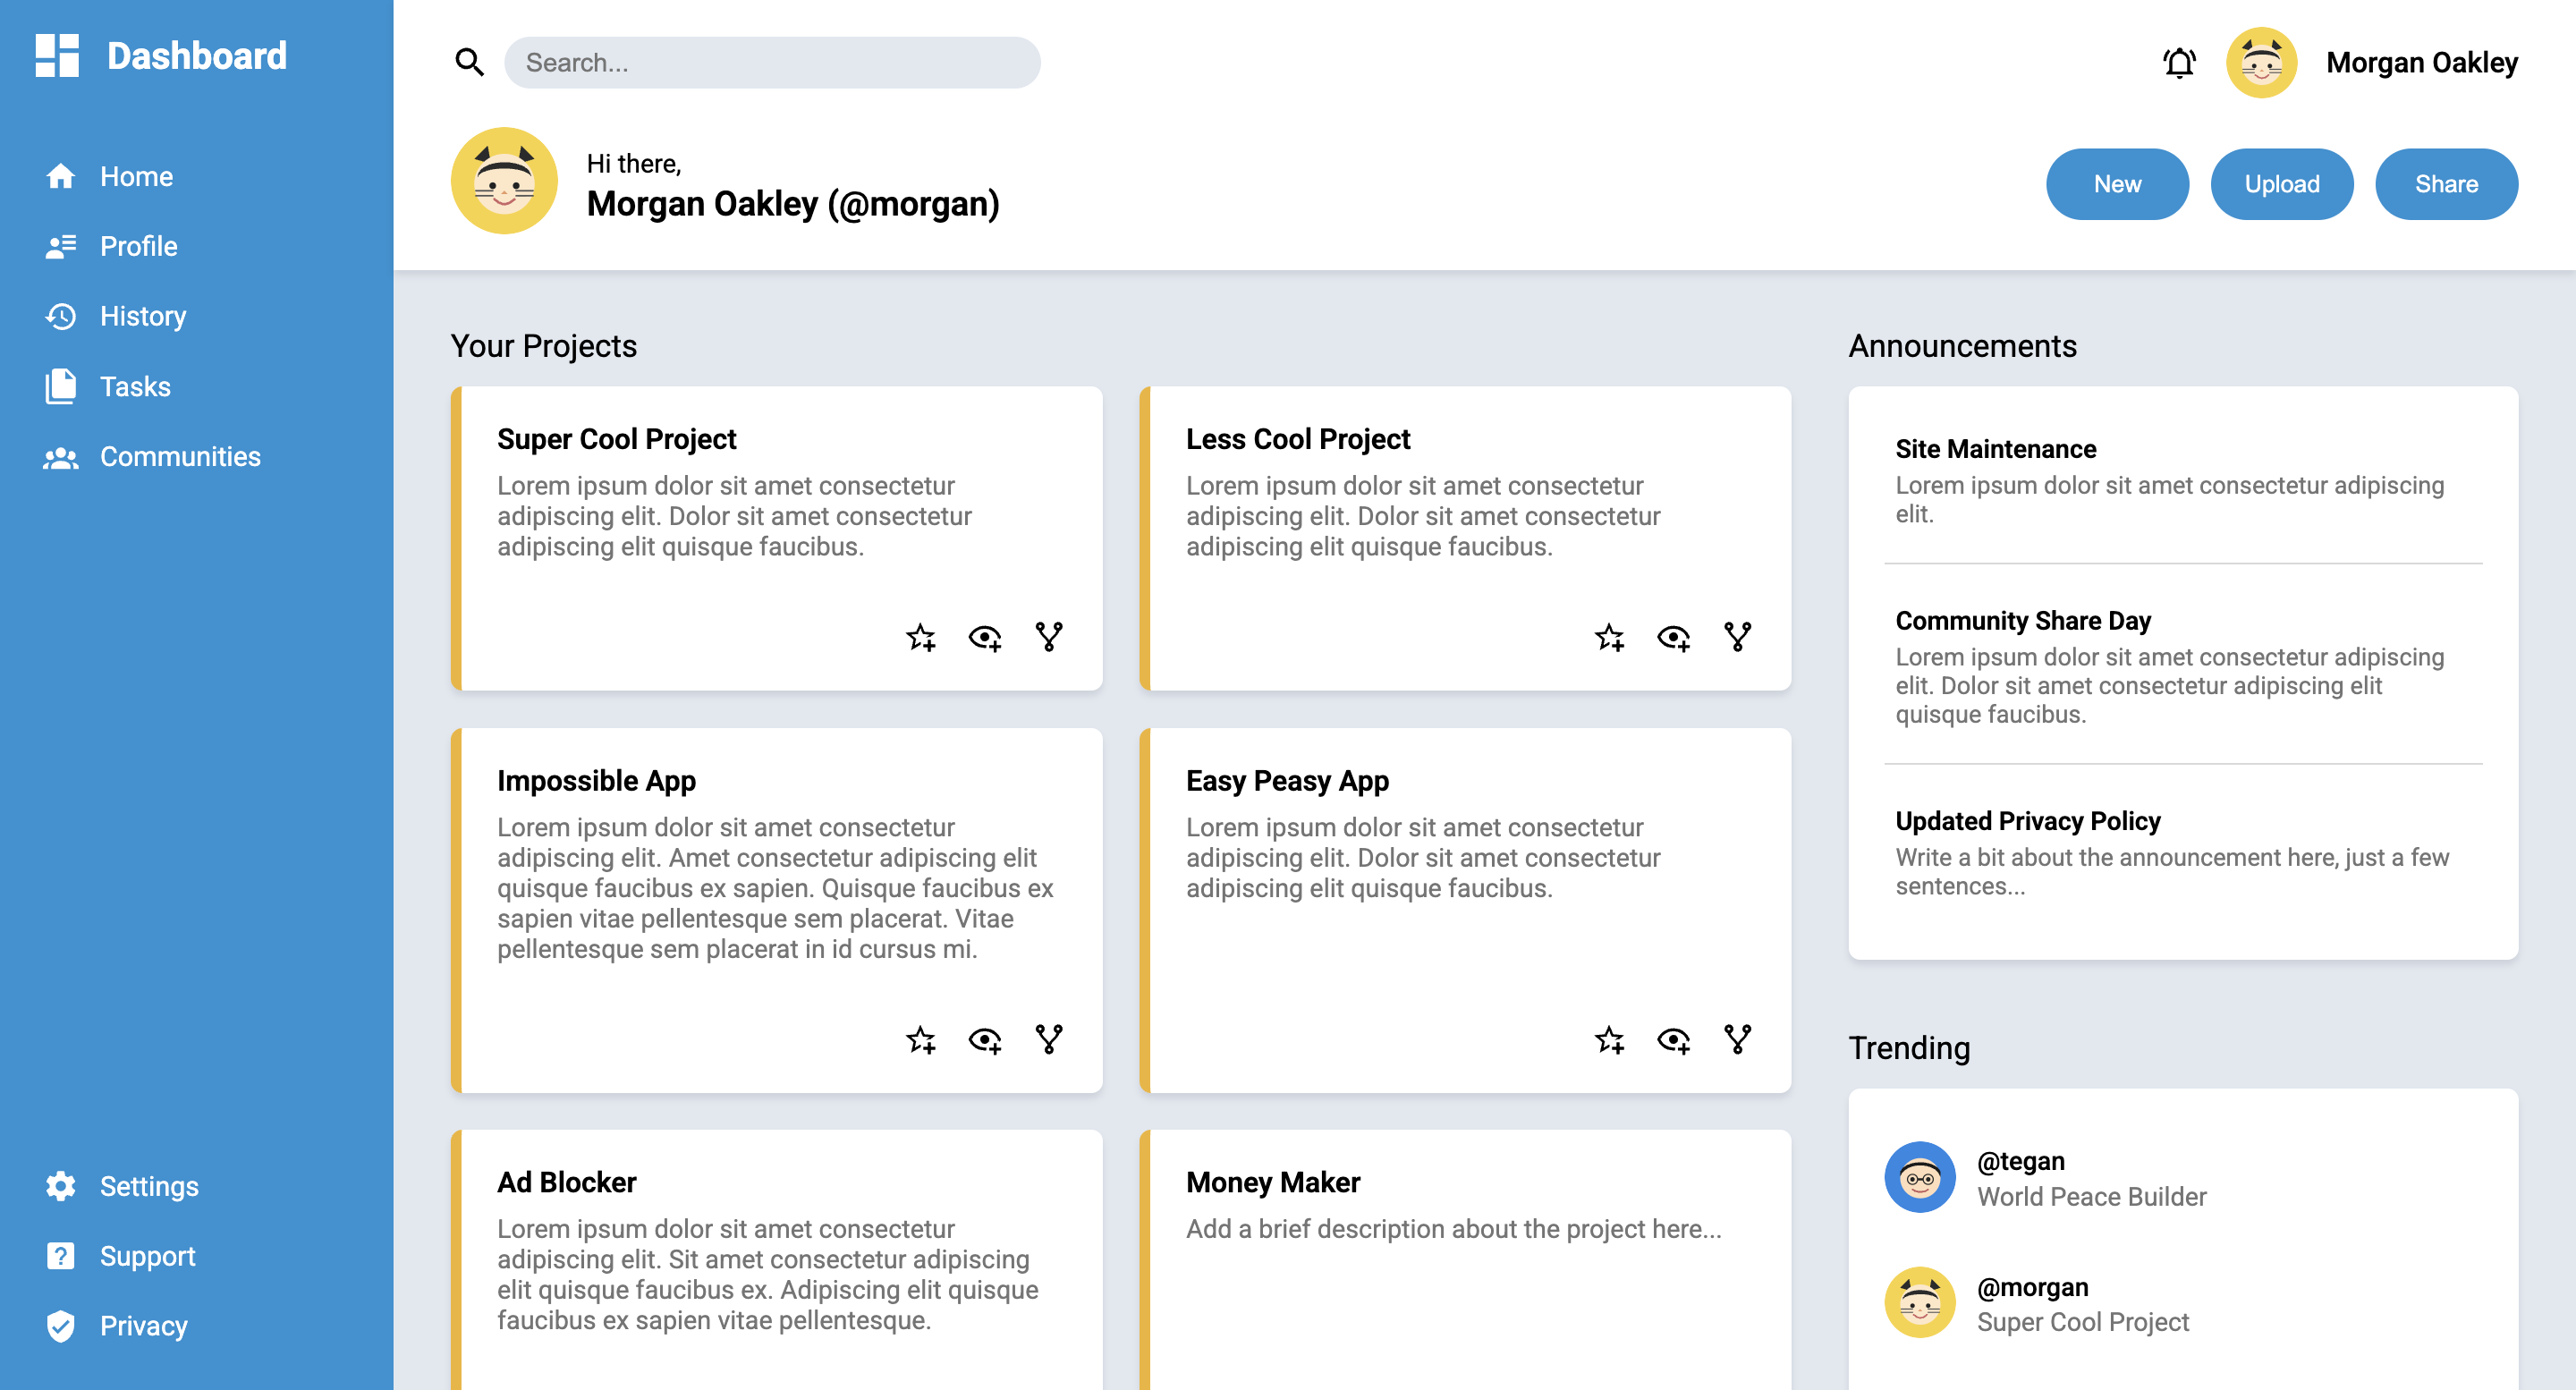 Dashboard
Home
Profile
History
Tasks
Communities
Settings
Support
Privacy
Search...
Morgan Oakley
Hi there,
Morgan Oakley (@morgan)
New
Upload
Share
Your Projects
Super Cool Project
Lorem ipsum dolor sit amet consectetur
adipiscing elit. Dolor sit amet consectetur
adipiscing elit quisque faucibus.
Less Cool Project
Lorem ipsum dolor sit amet consectetur
adipiscing elit. Dolor sit amet consectetur
adipiscing elit quisque faucibus.
Impossible App
Lorem ipsum dolor sit amet consectetur
adipiscing elit. Amet consectetur adipiscing elit
quisque faucibus ex sapien. Quisque faucibus ex
sapien vitae pellentesque sem placerat. Vitae
pellentesque sem placerat in id cursus mi.
Easy Peasy App
Lorem ipsum dolor sit amet consectetur
adipiscing elit. Dolor sit amet consectetur
adipiscing elit quisque faucibus.
Ad Blocker
Lorem ipsum dolor sit amet consectetur
adipiscing elit. Sit amet consectetur adipiscing
elit quisque faucibus ex. Adipiscing elit quisque
faucibus ex sapien vitae pellentesque.
Money Maker
Add a brief description about the project here...
Announcements
Site Maintenance
Lorem ipsum dolor sit amet consectetur adipiscing
elit.
Community Share Day
Lorem ipsum dolor sit amet consectetur adipiscing
elit. Dolor sit amet consectetur adipiscing elit
quisque faucibus.
Updated Privacy Policy
Write a bit about the announcement here, just a few
sentences...
Trending
@tegan
World Peace Builder
@morgan
Super Cool Project